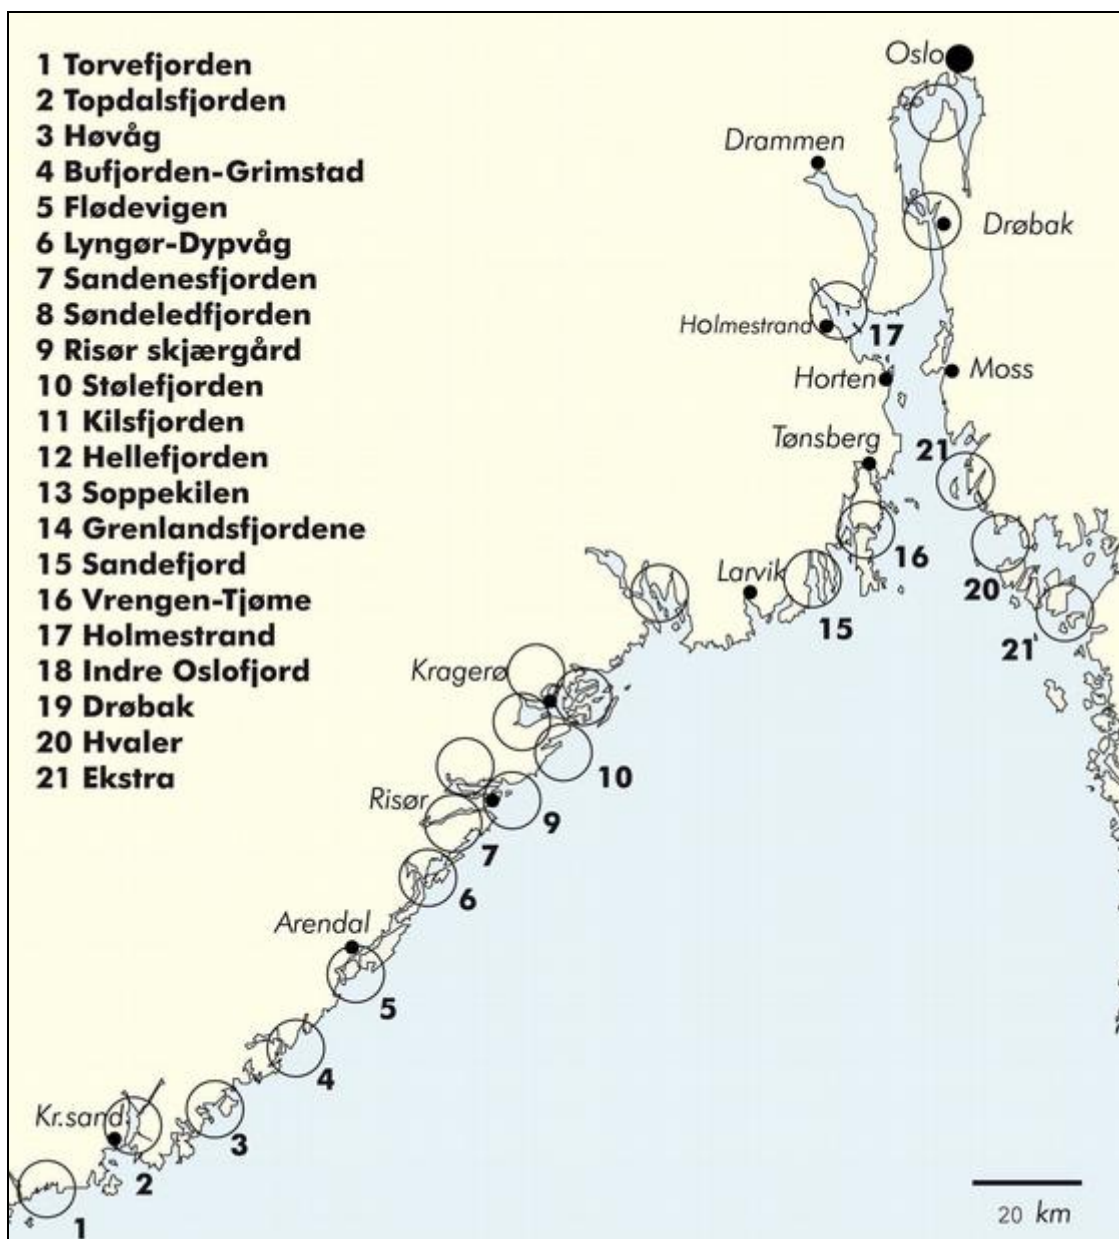 1 Torvefjorden
2 Topdalsfjorden
3 Høvåg
4 Bufjorden-Grimstad
5 Flødevigen
6 Lyngør-Dypvåg
7 Sandenesfjorden
8 Søndeledfjorden
9 Risør skjærgård
10 Stølefjorden
11 Kilsfjorden
12 Hellefjorden
13 Soppekilen
14 Grenlandsfjordene
15 Sandefjord
16 Vrengen-Tjøme
17 Holmestrand
18 Indre Oslofjord
19 Drøbak
20 Hvaler
21 Ekstra
Oslo
Drammen
Drøbak
Holmestrand
17
Horten
Moss
Tønsberg
21
16
Larvik
15
20
21
Kragerø
10
Risør
9
7
6
Arendal
5
4
Kr.sand.
3
2
1
20 km